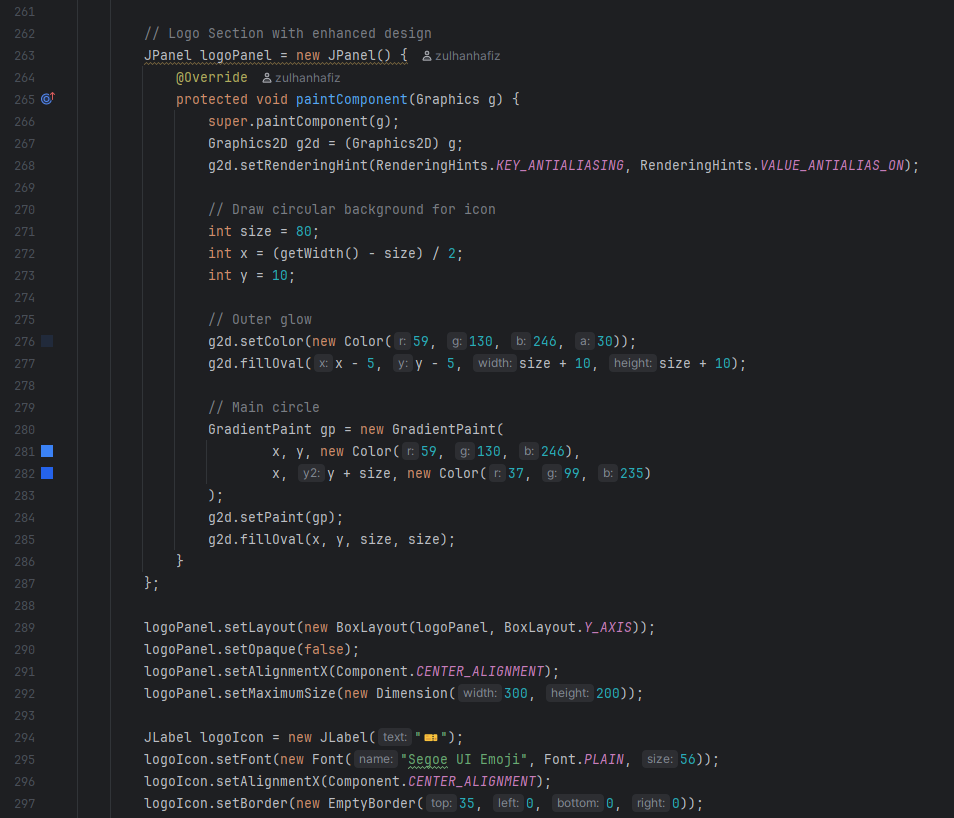 261
262 // Logo Section with enhanced design
263 JPanel logoPanel = new JPanel() { zulhanhafiz
264 @Override zulhanhafiz
265 protected void paintComponent(Graphics g) {
266 super.paintComponent(g);
267 Graphics2D g2d = (Graphics2D) g;
268 g2d.setRenderingHint(RenderingHints.KEY_ANTIALIASING, RenderingHints.VALUE_ANTIALIAS_ON);
269
270 // Draw circular background for icon
271 int size = 80;
272 int x = (getWidth() - size) / 2;
273 int y = 10;
274
275 // Outer glow
276 g2d.setColor(new Color( r: 59, g: 130, b: 246, a: 30));
277 g2d.fillOval( x: x - 5, y: y - 5, width: size + 10, height: size + 10);
278
279 // Main circle
280 GradientPaint gp = new GradientPaint(
281 x, y, new Color( r: 59, g: 130, b: 246),
282 x, y2: y + size, new Color( r: 37, g: 99, b: 235)
283 );
284 g2d.setPaint(gp);
285 g2d.fillOval(x, y, size, size);
286 }
287 };
288
289 logoPanel.setLayout(new BoxLayout(logoPanel, BoxLayout.Y_AXIS));
290 logoPanel.setOpaque(false);
291 logoPanel.setAlignmentX(Component.CENTER_ALIGNMENT);
292 logoPanel.setMaximumSize(new Dimension( width: 300, height: 200));
293
294 JLabel logoIcon = new JLabel( text: "🎫");
295 logoIcon.setFont(new Font( name: "Segoe UI Emoji", Font.PLAIN, size: 56));
296 logoIcon.setAlignmentX(Component.CENTER_ALIGNMENT);
297 logoIcon.setBorder(new EmptyBorder( top: 35, left: 0, bottom: 0, right: 0));